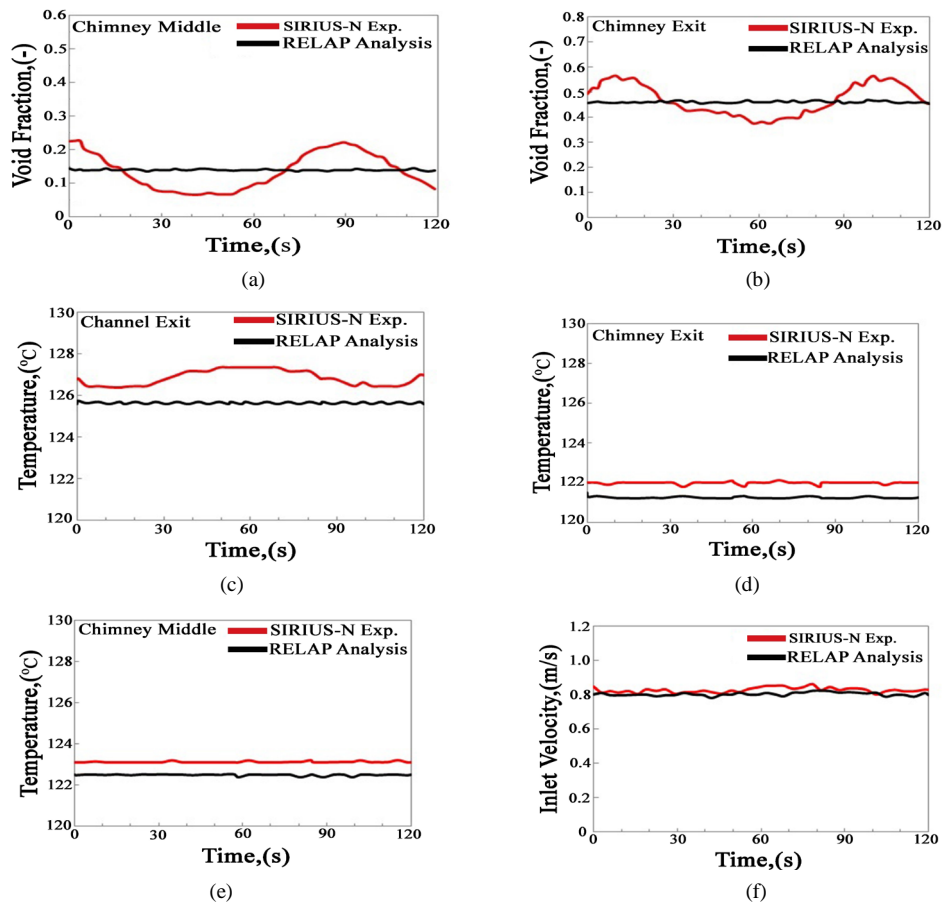 Chimney Middle
SIRIUS-N Exp.
RELAP Analysis
Void Fraction,(-)
0.6
0.5
0.4
0.3
0.2
0.1
0
0 30 60 90 120
Time,(s)
(a)
Chimney Exit
SIRIUS-N Exp.
RELAP Analysis
Void Fraction,(-)
0.8
0.7
0.6
0.5
0.4
0.3
0.2
0.1
0
0 30 60 90 120
Time,(s)
(b)
Channel Exit
SIRIUS-N Exp.
RELAP Analysis
Temperature,(°C)
130
128
126
124
122
120
0 30 60 90 120
Time,(s)
(c)
Chimney Exit
SIRIUS-N Exp.
RELAP Analysis
Temperature,(°C)
130
128
126
124
122
120
0 30 60 90 120
Time,(s)
(d)
Chimney Middle
SIRIUS-N Exp.
RELAP Analysis
Temperature,(°C)
130
128
126
124
122
120
0 30 60 90 120
Time,(s)
(e)
SIRIUS-N Exp.
RELAP Analysis
Inlet Velocity,(m/s)
1.2
1.0
0.8
0.6
0.4
0.2
0
0 30 60 90 120
Time,(s)
(f)